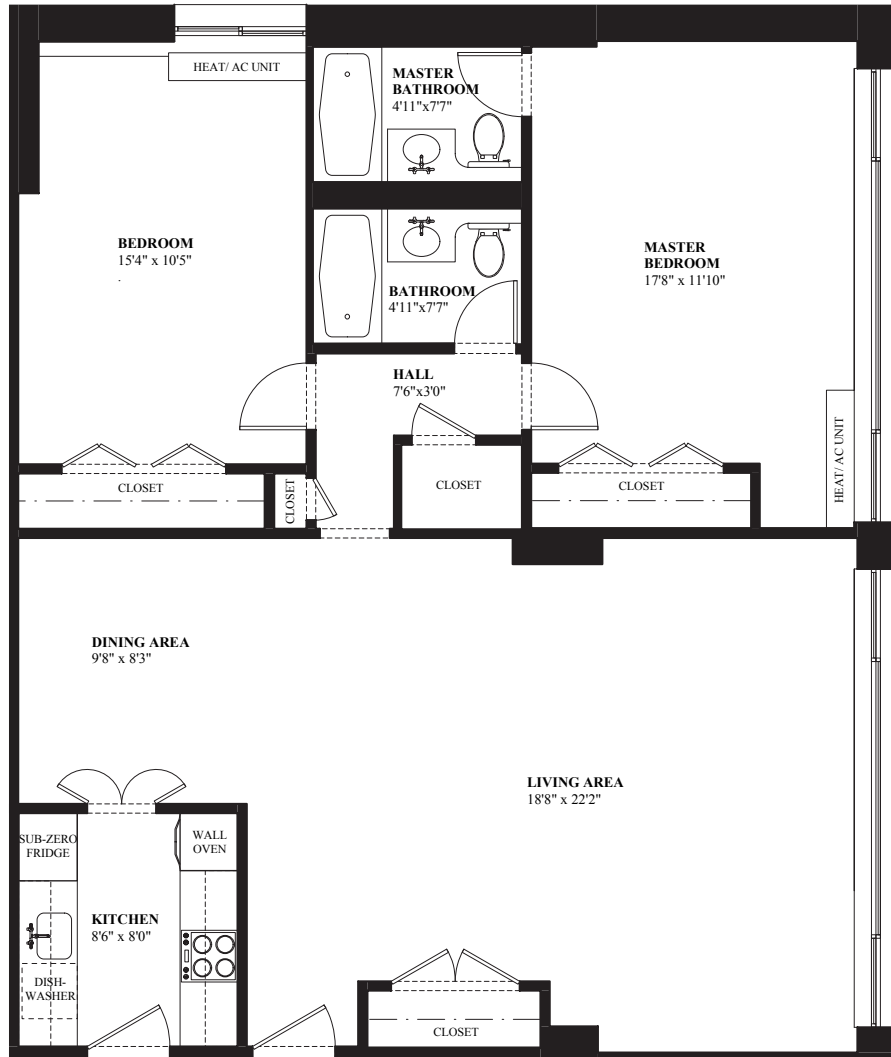 HEAT/ AC UNIT
MASTER
BATHROOM
4'11"x7'7"
BEDROOM
15'4" x 10'5"
.
BATHROOM
4'11"x7'7"
MASTER
BEDROOM
17'8" x 11'10"
HALL
7'6"x3'0"
CLOSET
CLOSET
CLOSET
CLOSET
HEAT/ AC UNIT
DINING AREA
9'8" x 8'3"
LIVING AREA
18'8" x 22'2"
SUB-ZERO
FRIDGE
WALL
OVEN
KITCHEN
8'6" x 8'0"
DISH-
WASHER
CLOSET